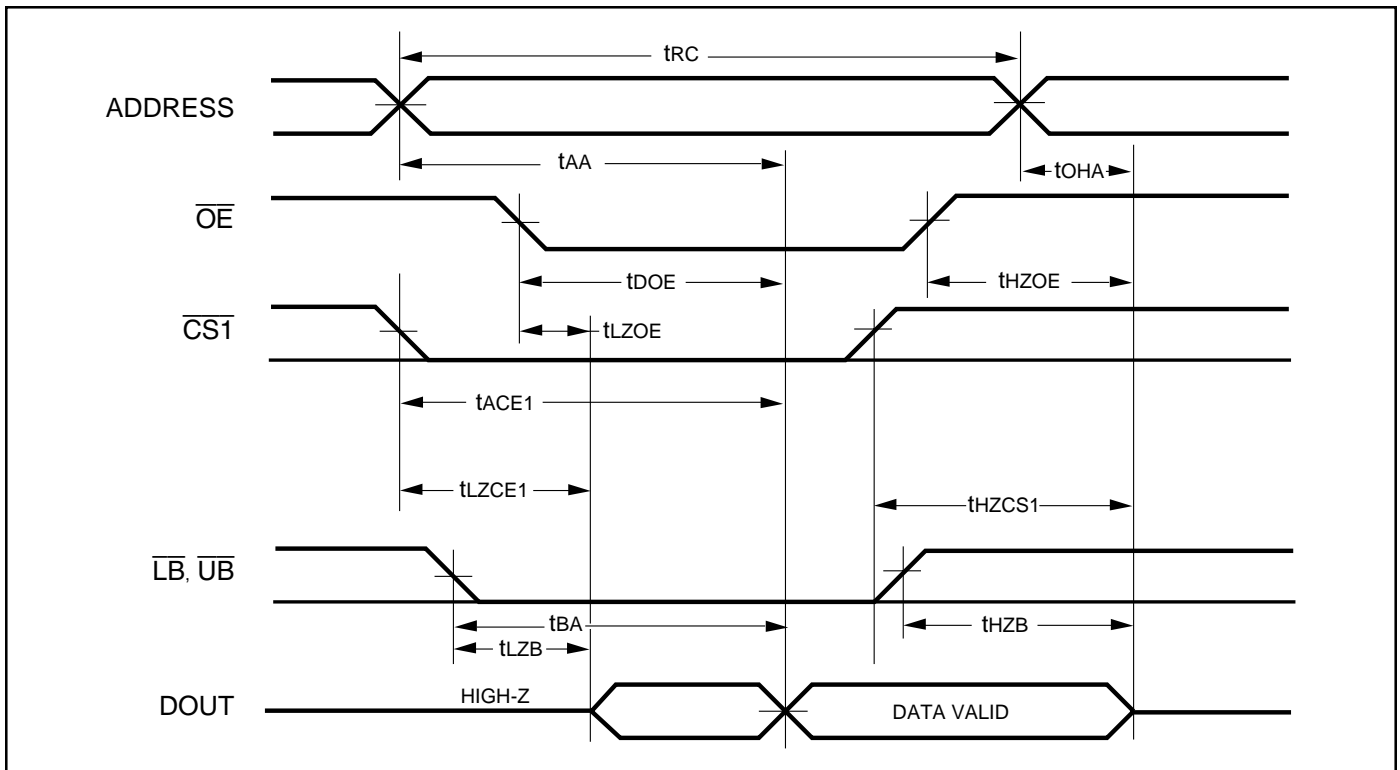 tRC
ADDRESS
tAA
tOHA
OE
tDOE
tHZOE
CS1
tLZOE
tACE1
tLZCE1
tHZCS1
LB, UB
tBA
tHZB
tLZB
DOUT
HIGH-Z
DATA VALID